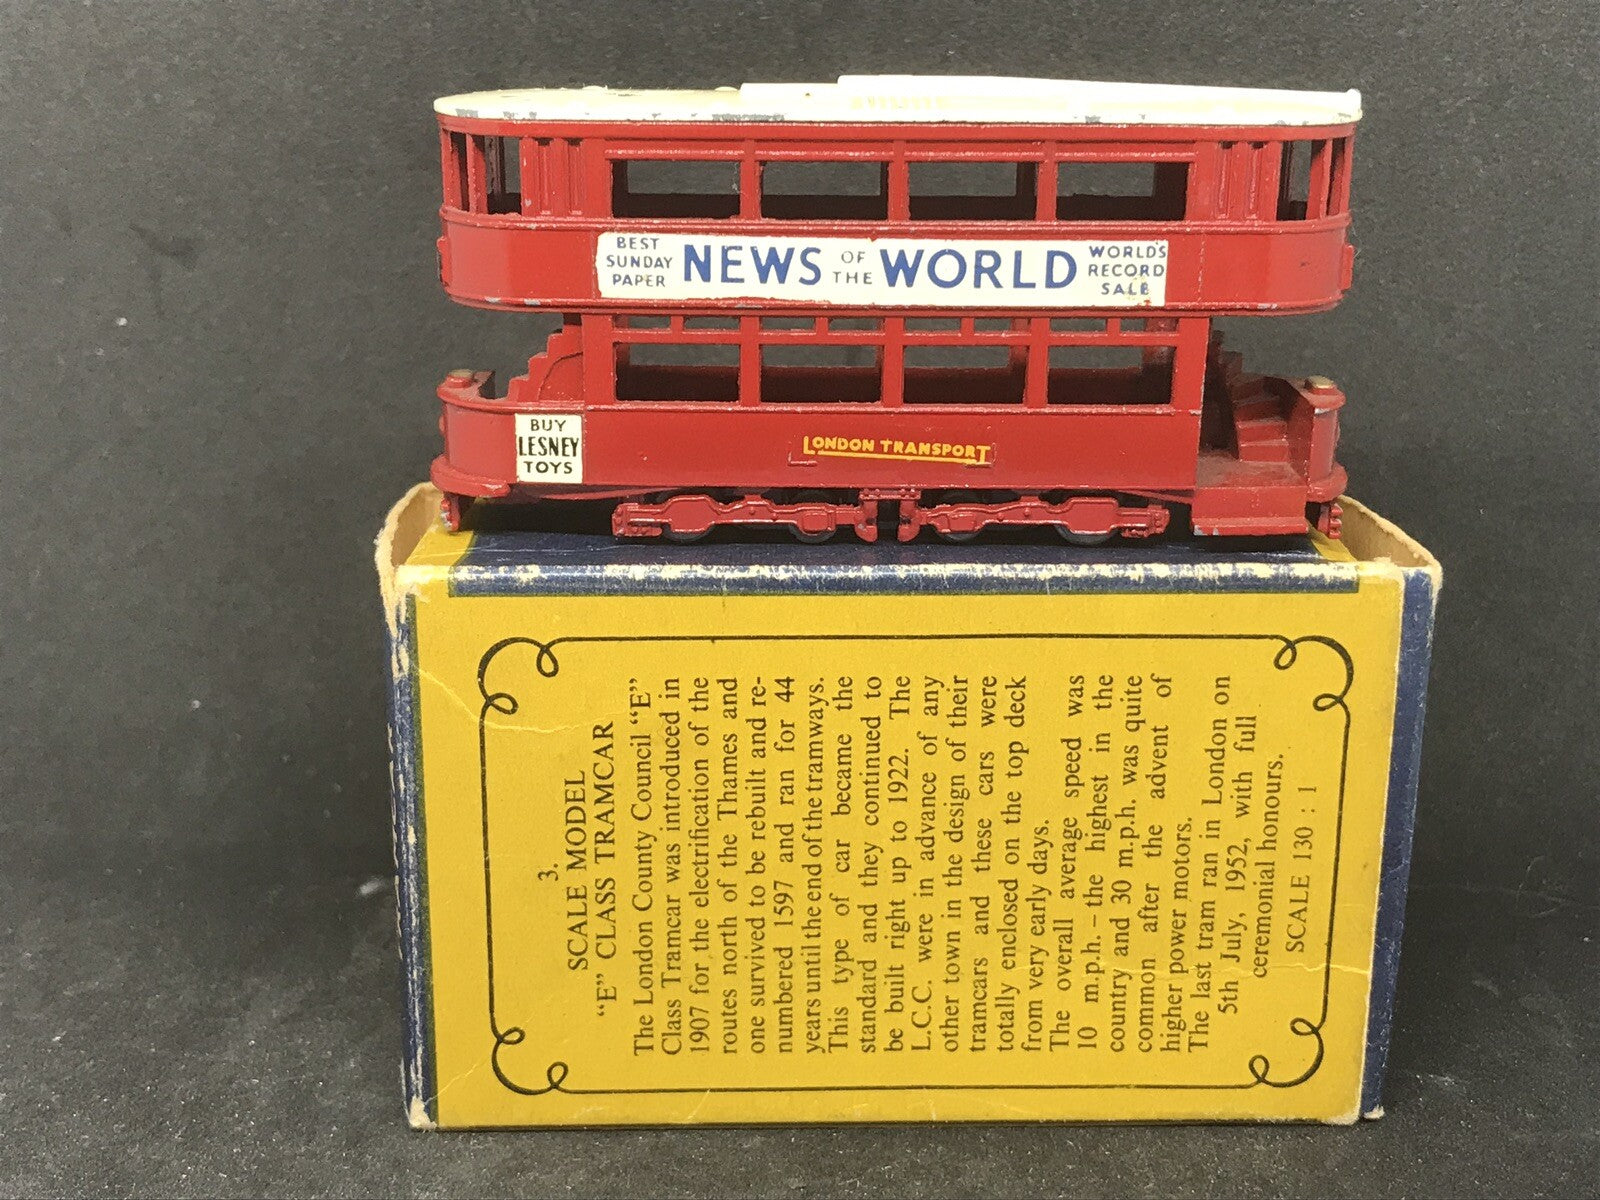 BEST
SUNDAY
PAPER
NEWS OF THE WORLD
WORLD'S
RECORD
SALE
BUY
LESNEY
TOYS
LONDON TRANSPORT
3.
SCALE MODEL
"E" CLASS TRAMCAR
The London County Council "E"
Class Tramcar was introduced in
1907 for the electrification of the
routes north of the Thames and
one survived to be rebuilt and re-
numbered 1597 and ran for 44
years until the end of the tramways.
This type of car became the
standard and they continued to
be built right up to 1922. The
L.C.C. were in advance of any
other town in the design of their
tramcars and these cars were
totally enclosed on the top deck
from very early days.
The overall average speed was
10 m.p.h. – the highest in the
country and 30 m.p.h. was quite
common after the advent of
higher power motors.
The last tram ran in London on
5th July, 1952, with full
ceremonial honours.
SCALE 130 : 1